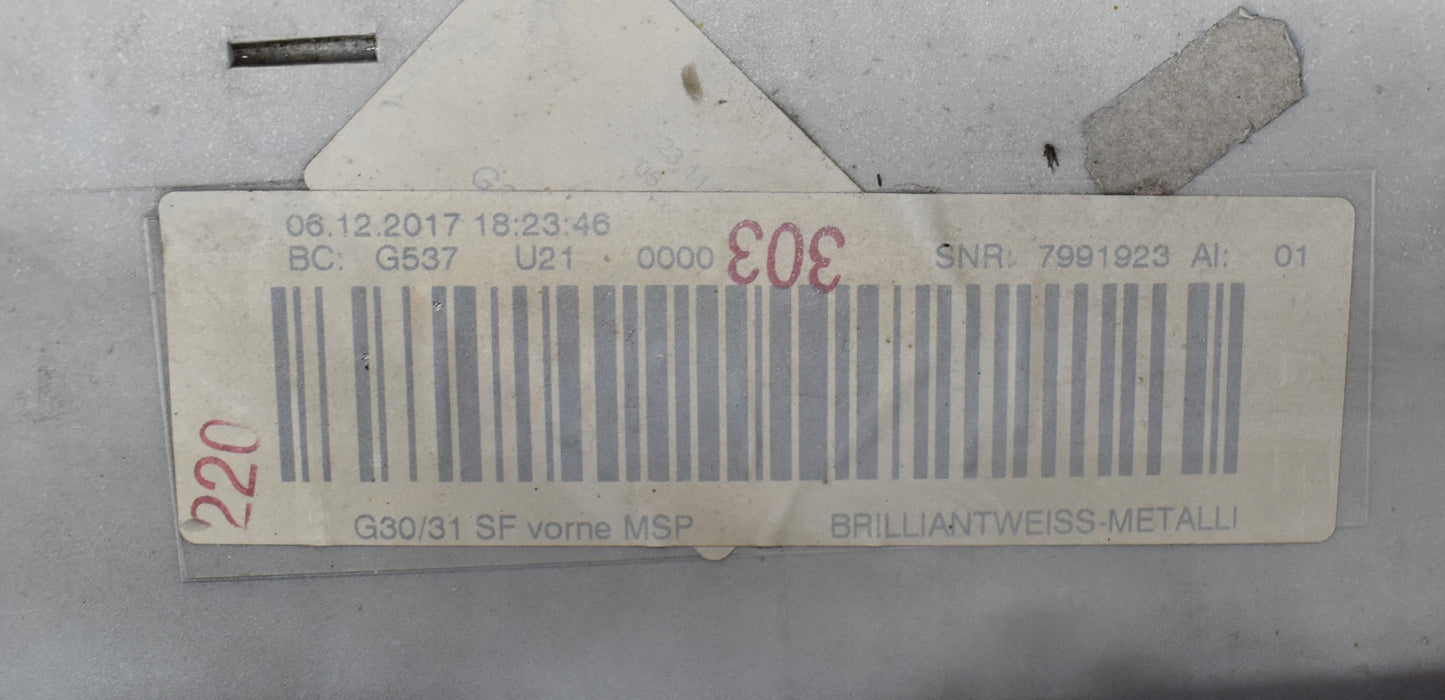 06.12.2017 18:23:46
BC: G537 U21 0000 303 SNR: 7991923 AI: 01
220
G30/31 SF vorne MSP BRILLIANTWEISS-METALLI